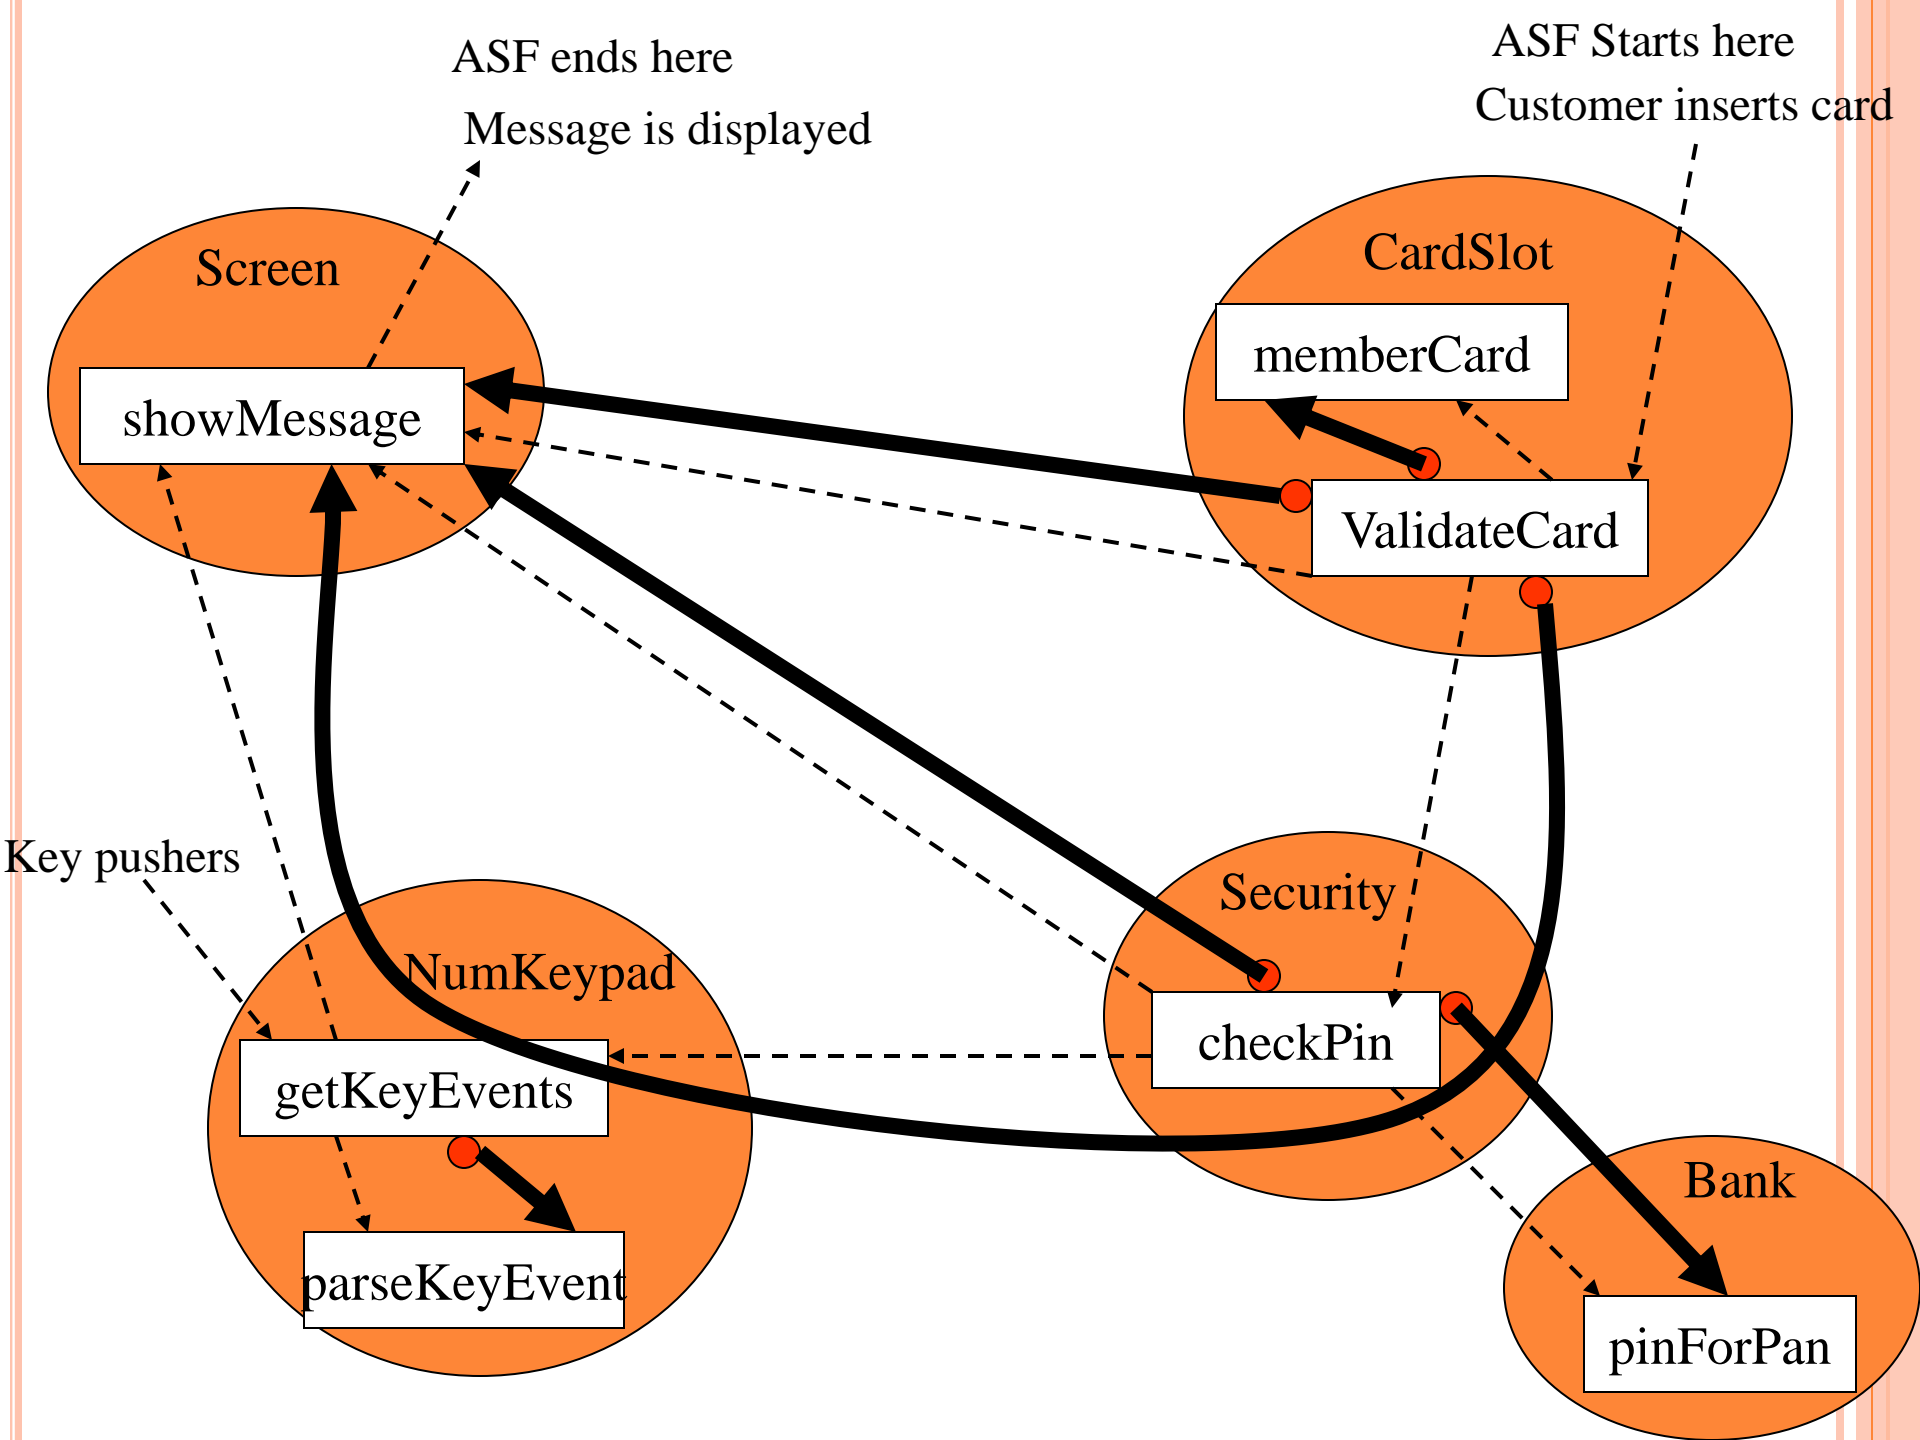 ASF ends here
Message is displayed
ASF Starts here
Customer inserts card
Screen
showMessage
CardSlot
memberCard
ValidateCard
Key pushers
NumKeypad
getKeyEvents
parseKeyEvent
Security
checkPin
Bank
pinForPan